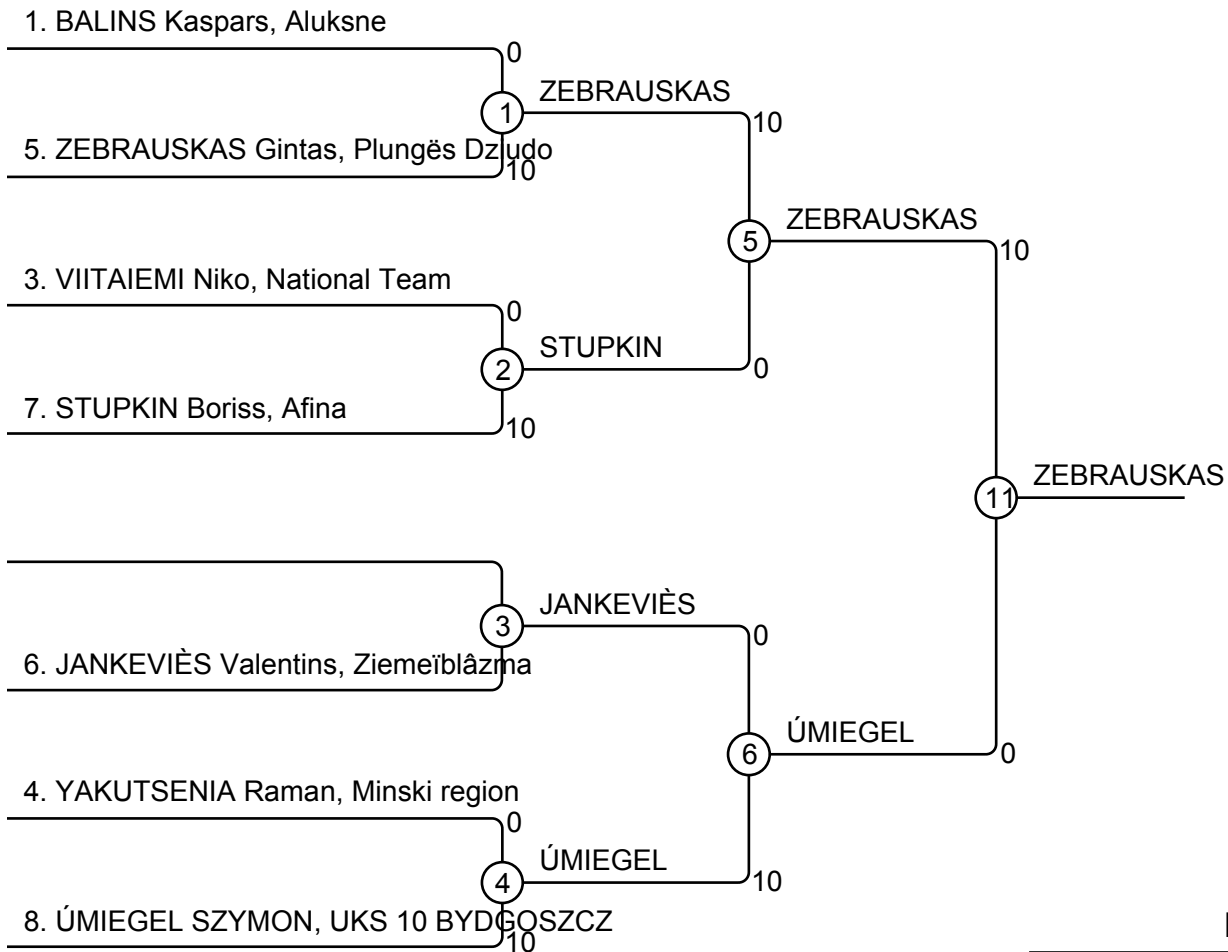 1. BALINS Kaspars, Aluksne
0
ZEBRAUSKAS
1
10
5. ZEBRAUSKAS Gintas, Plungës Dziudo
10
ZEBRAUSKAS
5
10
3. VIITAIEMI Niko, National Team
0
STUPKIN
2
0
7. STUPKIN Boriss, Afina
10
ZEBRAUSKAS
11
JANKEVIÈS
3
0
6. JANKEVIÈS Valentins, Ziemeïblâzma
ÚMIEGEL
6
0
4. YAKUTSENIA Raman, Minski region
0
ÚMIEGEL
4
10
8. ÚMIEGEL SZYMON, UKS 10 BYDGOSZCZ
10